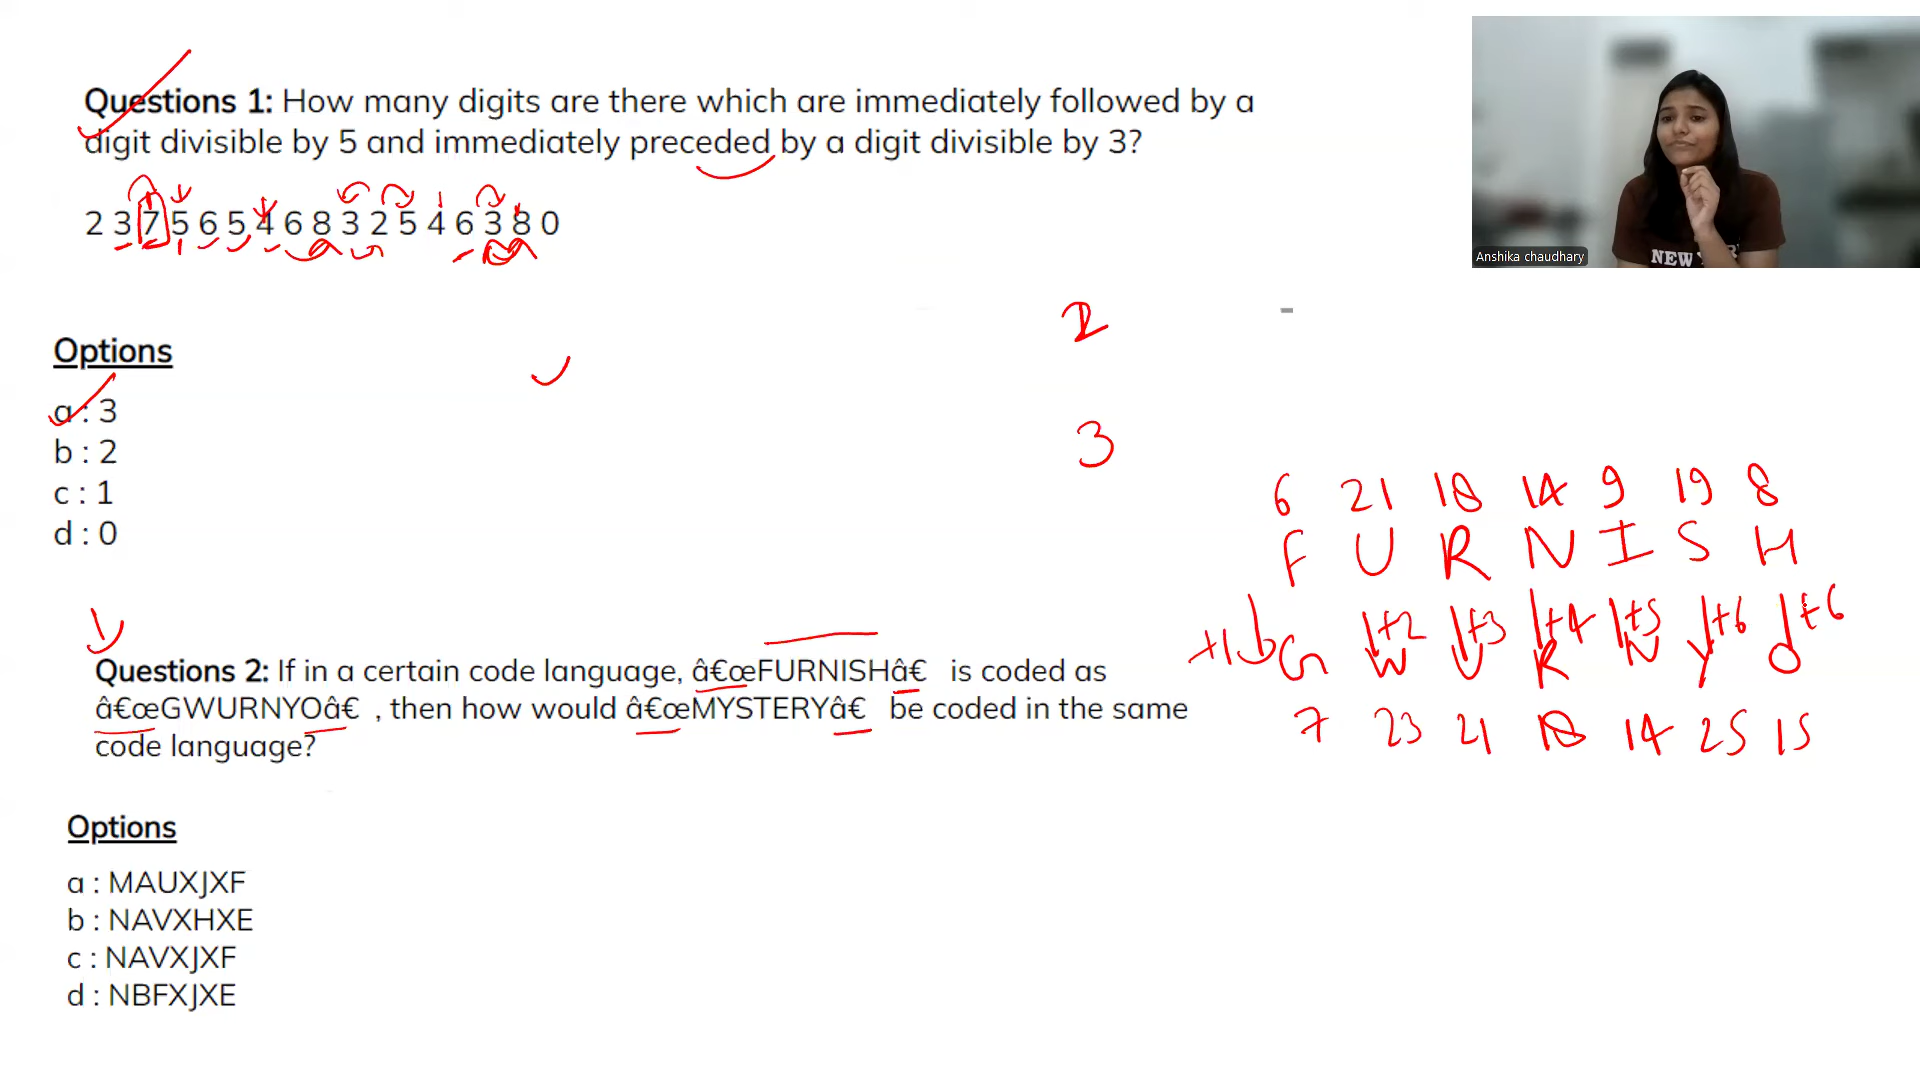 Questions 1: How many digits are there which are immediately followed by a
digit divisible by 5 and immediately preceded by a digit divisible by 3?
2 3 7 5 6 5 4 6 8 3 2 5 4 6 3 8 0
NEW YOR
Anshika chaudhary
2
Options
a : 3
3
b : 2
c : 1
d : 0
6 21 18 14 9 19 8
F U R N I S H
+1 +2 +3 +4 +5 +6 +6
G W U R N Y O
7 23 21 18 14 25 15
Questions 2: If in a certain code language, â€œFURNISHâ€ is coded as
â€œGWURNYOâ€ , then how would â€œMYSTERYâ€ be coded in the same
code language?
Options
a : MAUXJXF
b : NAVXHXE
c : NAVXJXF
d : NBFXJXE